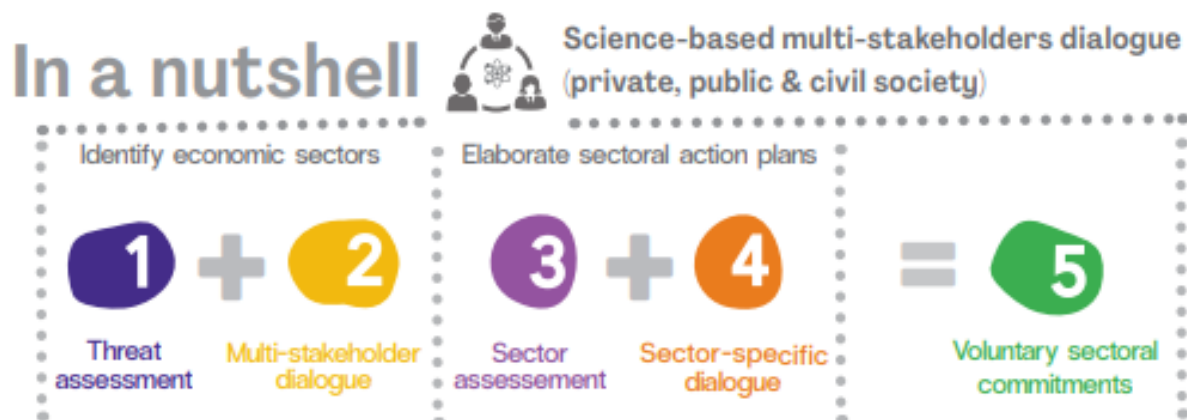 In a nutshell
Science-based multi-stakeholders dialogue
(private, public & civil society)
Identify economic sectors
Elaborate sectoral action plans
1 + 2
3 + 4
= 5
Threat
assessment
Multi-stakeholder
dialogue
Sector
assessement
Sector-specific
dialogue
Voluntary sectoral
commitments